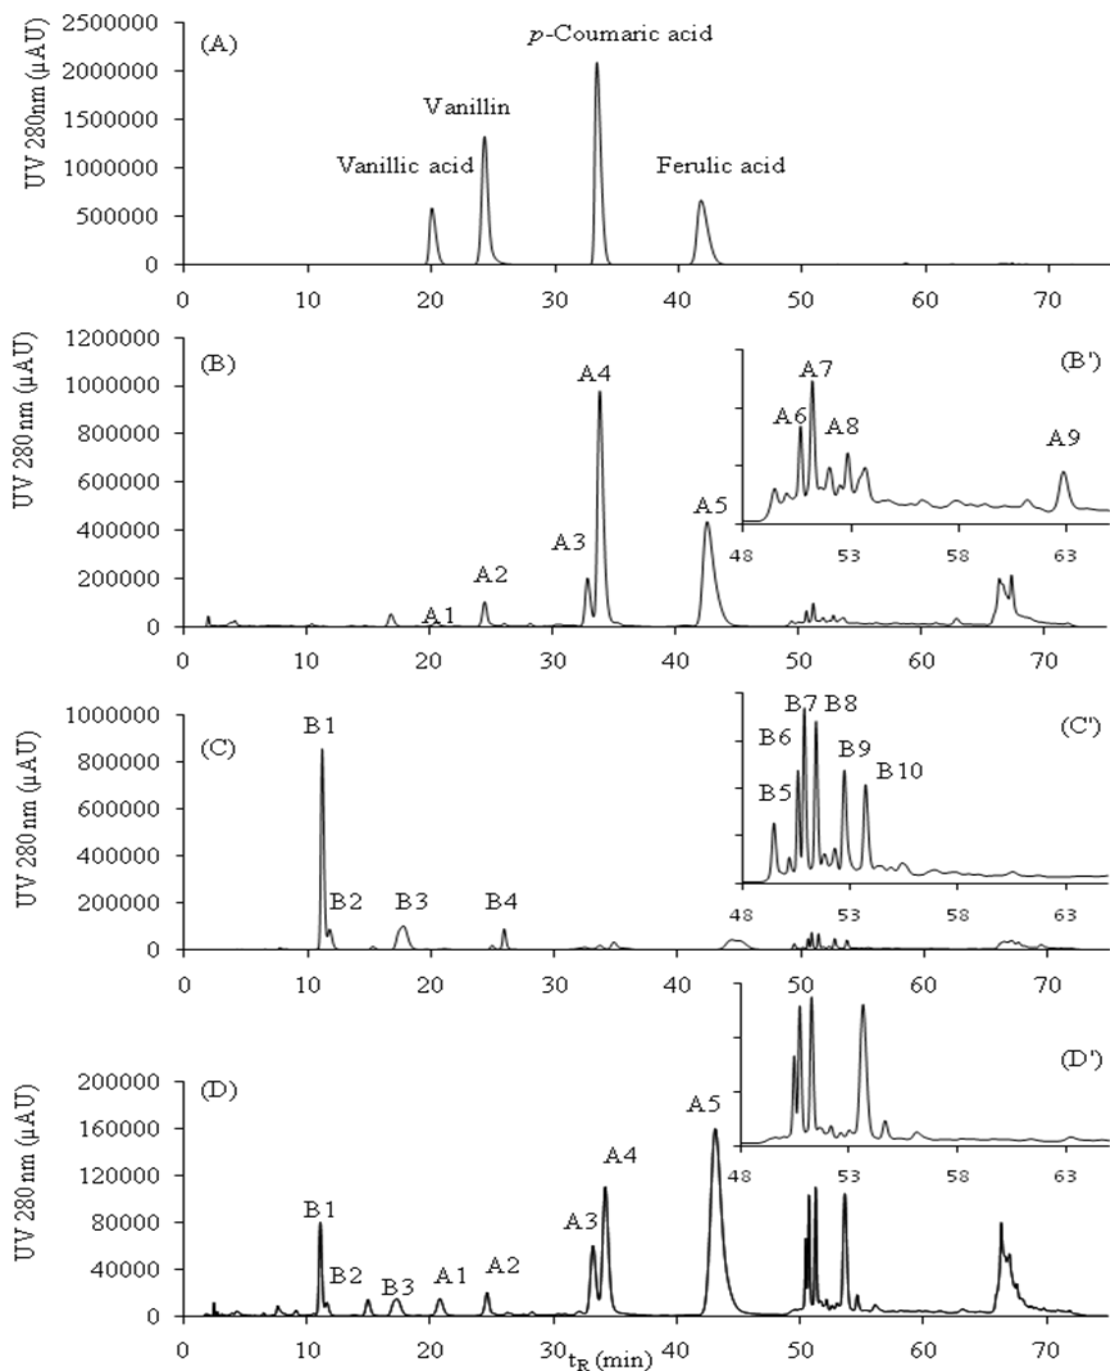 UV 280nm (µAU)
2500000
2000000
1500000
1000000
500000
0
(A)
Vanillic acid
Vanillin
p-Coumaric acid
Ferulic acid
0 10 20 30 40 50 60 70
UV 280 nm (µAU)
1200000
1000000
800000
600000
400000
200000
0
(B)
A1
A2
A3
A4
A5
(B')
A6
A7
A8
A9
48 53 58 63
0 10 20 30 40 50 60 70
UV 280 nm (µAU)
1000000
800000
600000
400000
200000
0
(C)
B1
B2
B3
B4
(C')
B5
B6
B7
B8
B9
B10
48 53 58 63
0 10 20 30 40 50 60 70
UV 280 nm (µAU)
200000
160000
120000
80000
40000
0
(D)
B1
B2
B3
A1
A2
A3
A4
A5
(D')
48 53 58 63
0 10 20 30 40 50 60 70
tR (min)